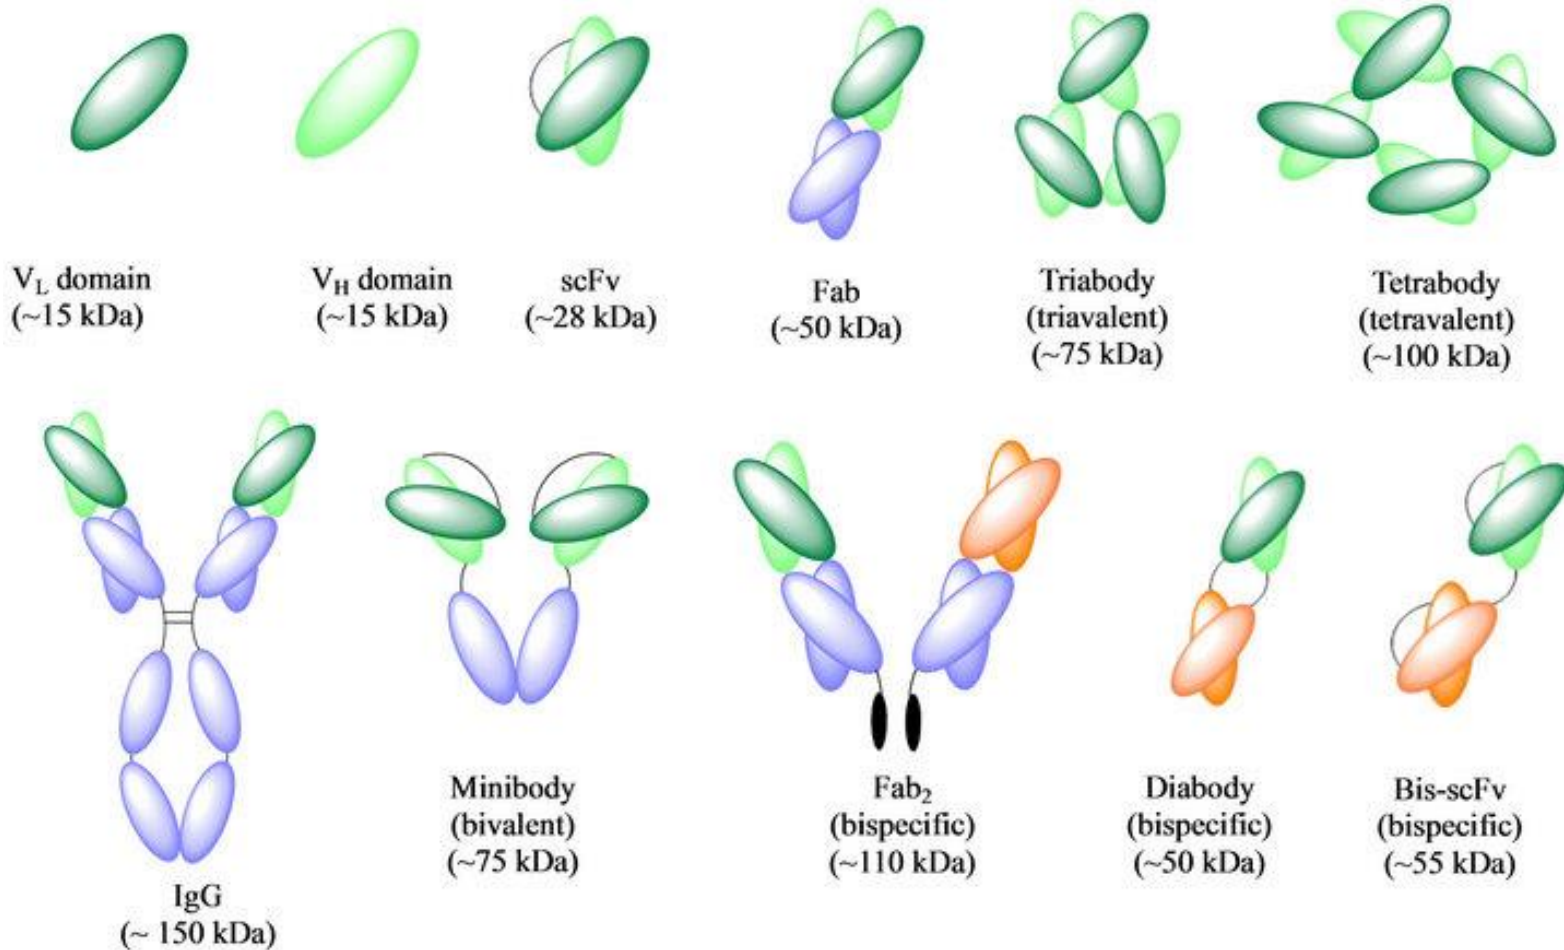 V_L domain
(~15 kDa)
V_H domain
(~15 kDa)
scFv
(~28 kDa)
Fab
(~50 kDa)
Triabody
(triavalent)
(~75 kDa)
Tetrabody
(tetravalent)
(~100 kDa)
IgG
(~ 150 kDa)
Minibody
(bivalent)
(~75 kDa)
Fab₂
(bispecific)
(~110 kDa)
Diabody
(bispecific)
(~50 kDa)
Bis-scFv
(bispecific)
(~55 kDa)